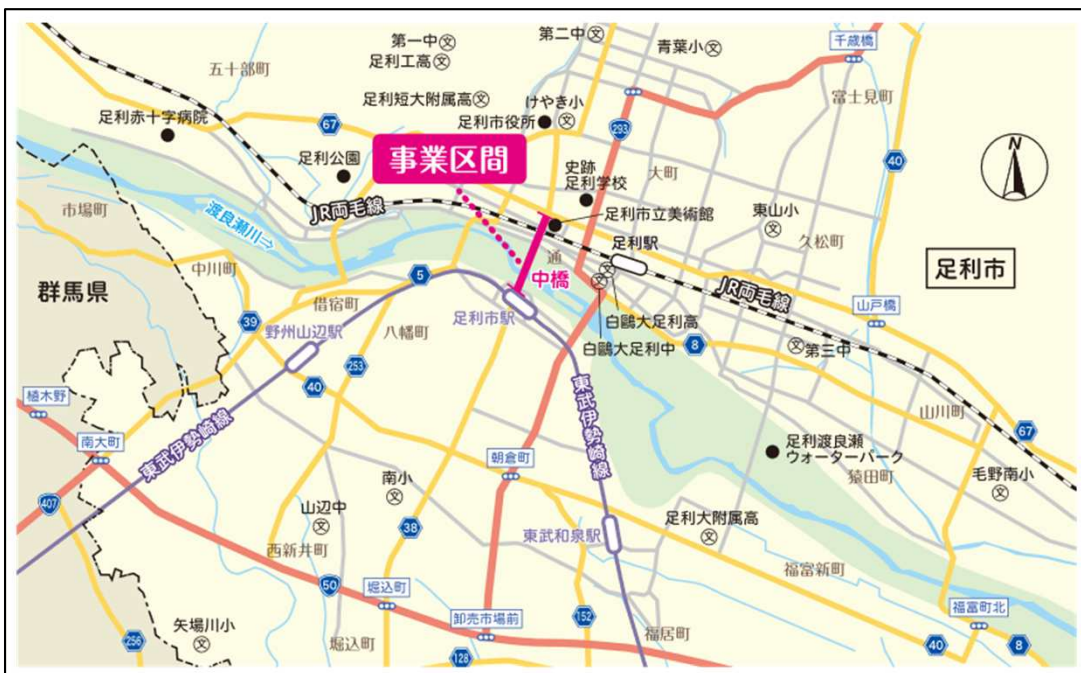 第一中
足利工高
第二中
青葉小
千歳橋
五十部町
富士見町
足利短大附属高
けやき小
足利赤十字病院
67
足利市役所
293
事業区間
足利公園
史跡
足利学校
大町
40
N
市場町
JR両毛線
足利市立美術館
東山小
渡良瀬川
足利駅
久松町
通
足利市
中川町
5
中橋
JR両毛線
群馬県
借宿町
足利市駅
白鷗大足利高
山戸橋
39
野州山辺駅
八幡町
白鷗大足利中
8
第三中
253
40
植木野
東武伊勢崎線
山川町
67
南大町
東武伊勢崎線
朝倉町
足利渡良瀬
ウォーターパーク
南小
猿田町
毛野南小
407
山辺中
38
足利大附属高
西新井町
東武和泉駅
50
堀込町
福富新町
卸売市場前
152
福富町北
矢場川小
256
堀込町
128
福居町
40
8